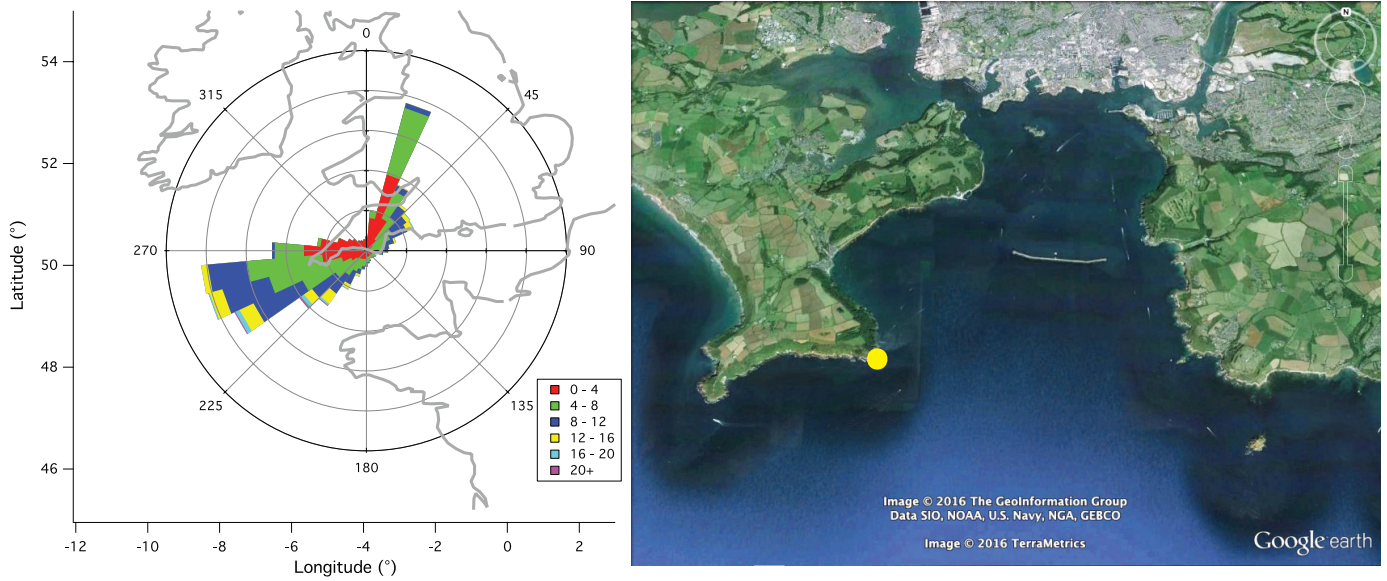 54
52
50
48
46
Latitude (°)
-12
-10
-8
-6
-4
-2
0
2
Longitude (°)
0
45
90
135
180
225
270
315
0 - 4
4 - 8
8 - 12
12 - 16
16 - 20
20+
N
Image © 2016 The GeoInformation Group
Data SIO, NOAA, U.S. Navy, NGA, GEBCO
Image © 2016 TerraMetrics
Google earth